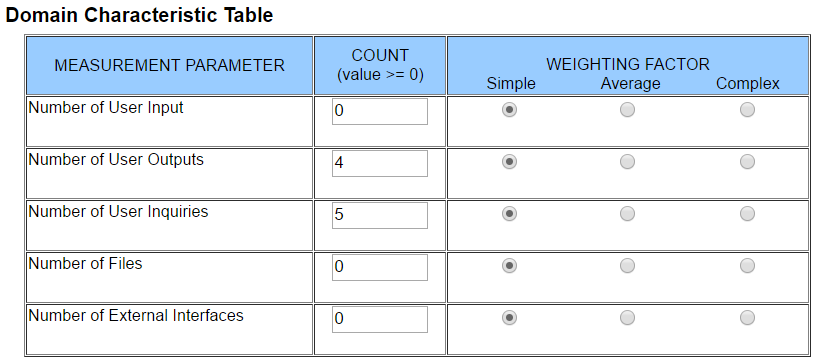 Domain Characteristic Table
MEASUREMENT PARAMETER
COUNT
(value >= 0)
WEIGHTING FACTOR
Simple Average Complex
Number of User Input 0
Number of User Outputs 4
Number of User Inquiries 5
Number of Files 0
Number of External Interfaces 0